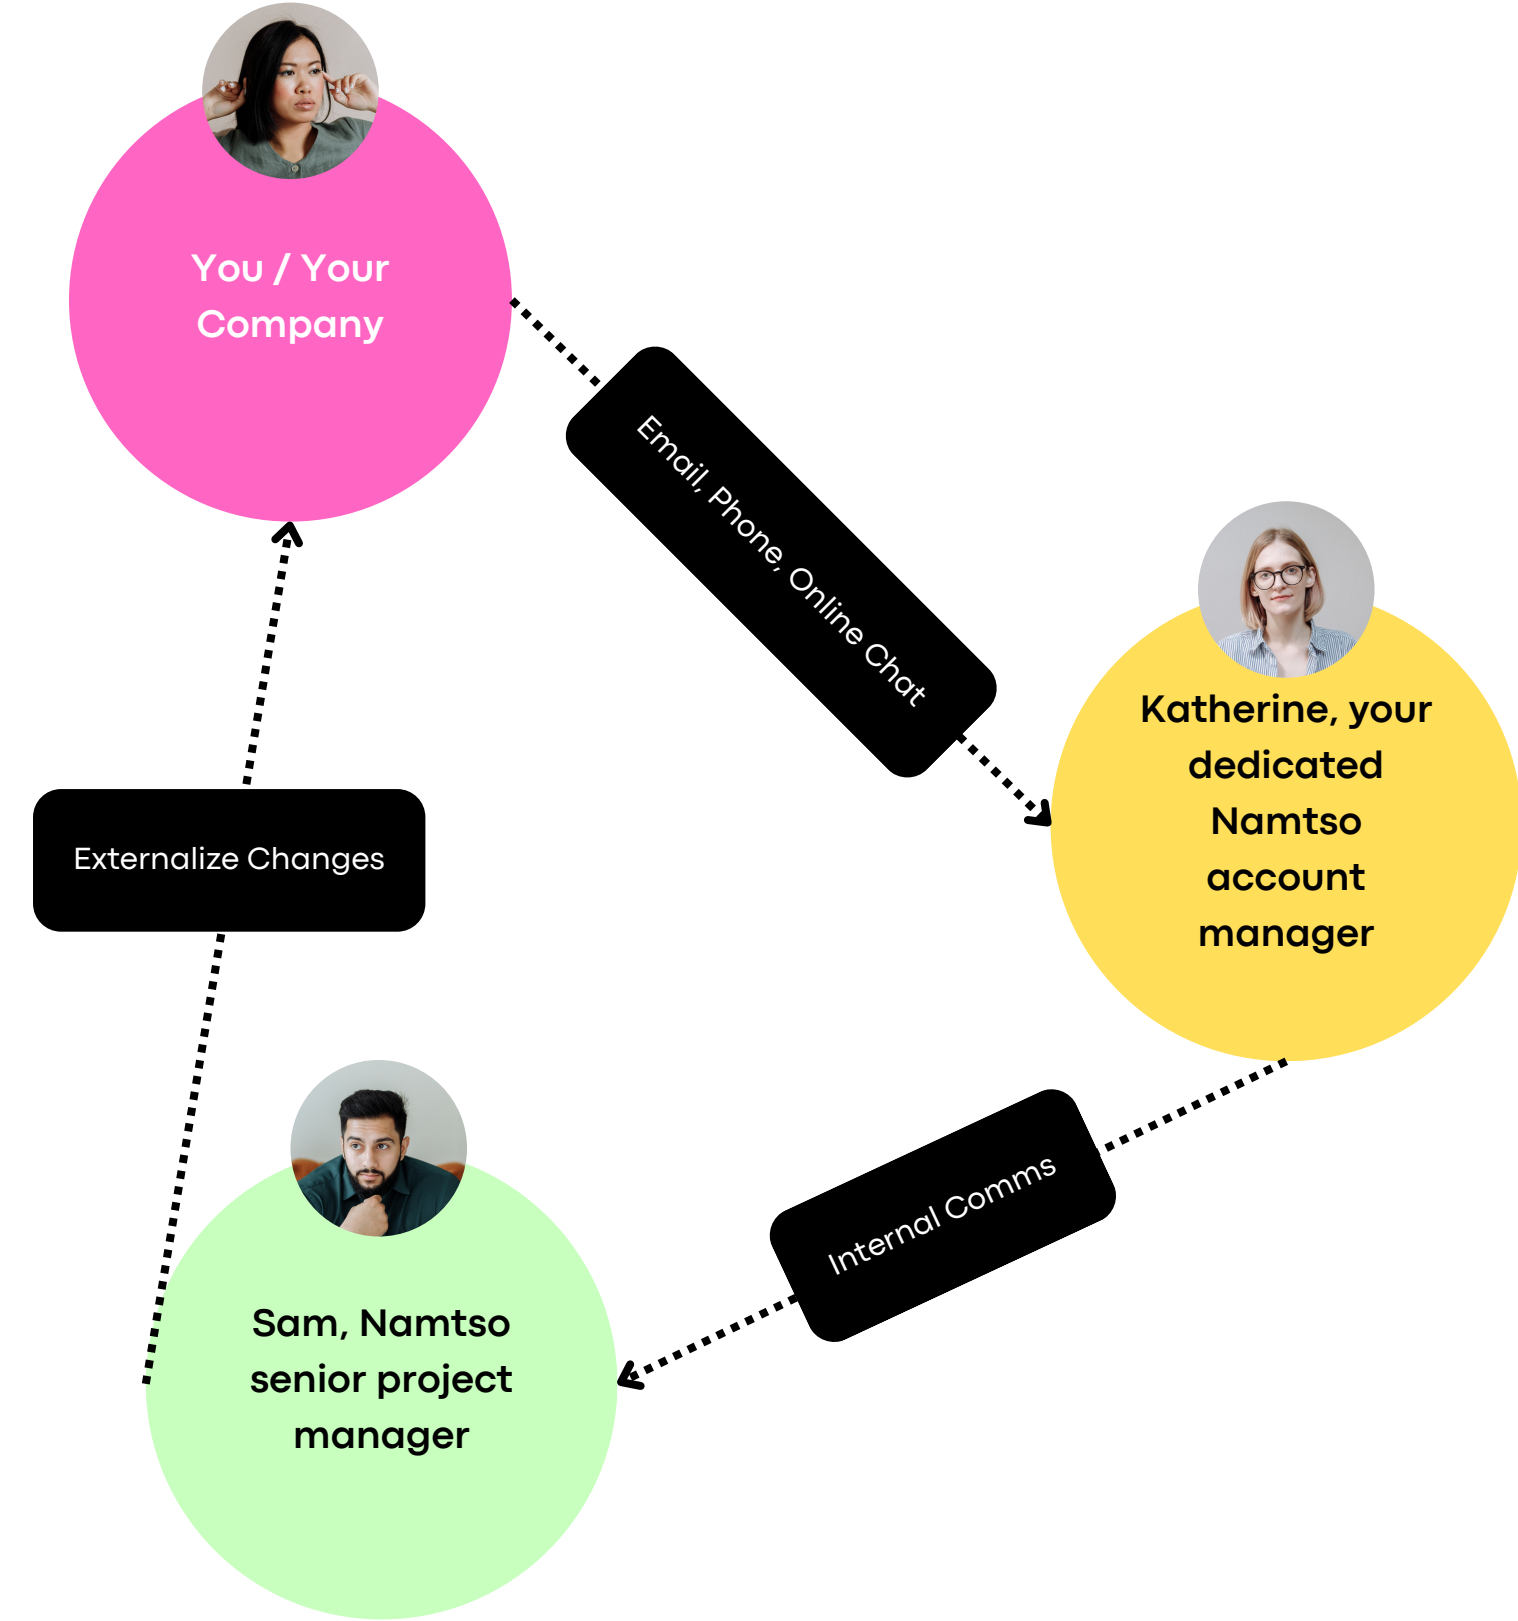 You / Your
Company
Email, Phone, Online Chat
Katherine, your
dedicated
Namtso
account
manager
Externalize Changes
Internal Comms
Sam, Namtso
senior project
manager